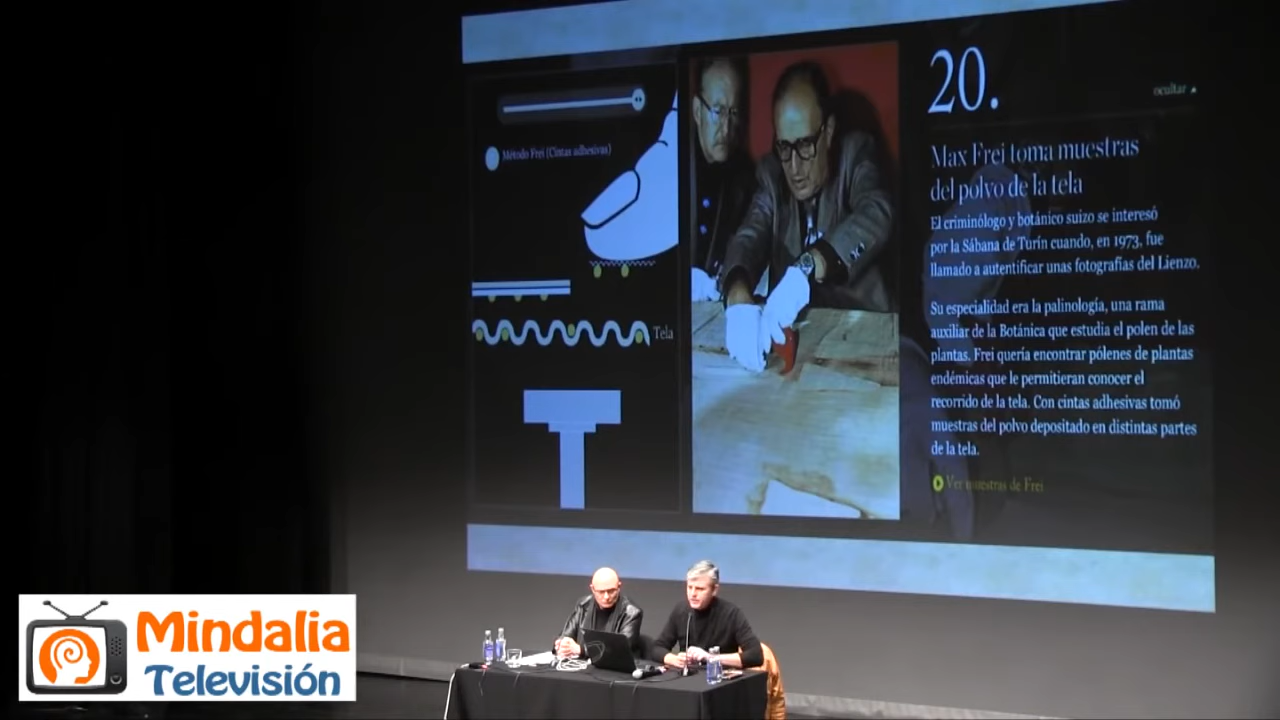 20.
ocultar
Método Frei (Cintas adhesivas)
Max Frei toma muestras
del polvo de la tela
El criminólogo y botánico suizo se interesó
por la Sábana de Turín cuando, en 1973, fue
llamado a autentificar unas fotografías del Lienzo.
Su especialidad era la palinología, una rama
auxiliar de la Botánica que estudia el polen de las
plantas. Frei quería encontrar pólenes de plantas
endémicas que le permitieran conocer el
recorrido de la tela. Con cintas adhesivas tomó
muestras del polvo depositado en distintas partes
de la tela.
Ver muestras de Frei
Tela
Mindalia
Televisión